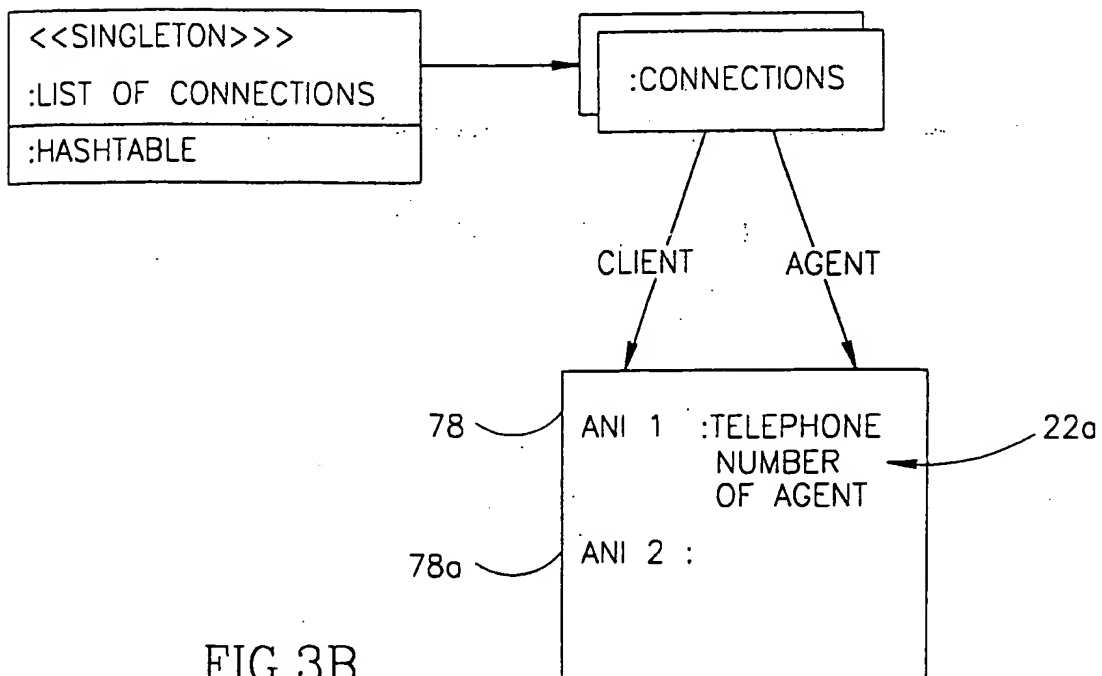 <<SINGLETON>>>
:LIST OF CONNECTIONS
:HASHTABLE
:CONNECTIONS
CLIENT
AGENT
78
ANI 1 :TELEPHONE
NUMBER
OF AGENT
22a
78a
ANI 2 :
FIG.3B